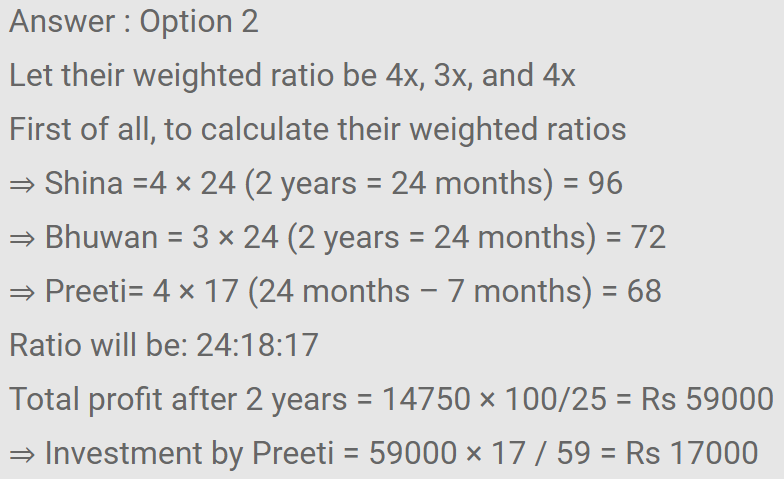 Answer : Option 2
Let their weighted ratio be 4x, 3x, and 4x
First of all, to calculate their weighted ratios
⇒ Shina =4 × 24 (2 years = 24 months) = 96
⇒ Bhuwan = 3 × 24 (2 years = 24 months) = 72
⇒ Preeti= 4 × 17 (24 months – 7 months) = 68
Ratio will be: 24:18:17
Total profit after 2 years = 14750 × 100/25 = Rs 59000
⇒ Investment by Preeti = 59000 × 17 / 59 = Rs 17000